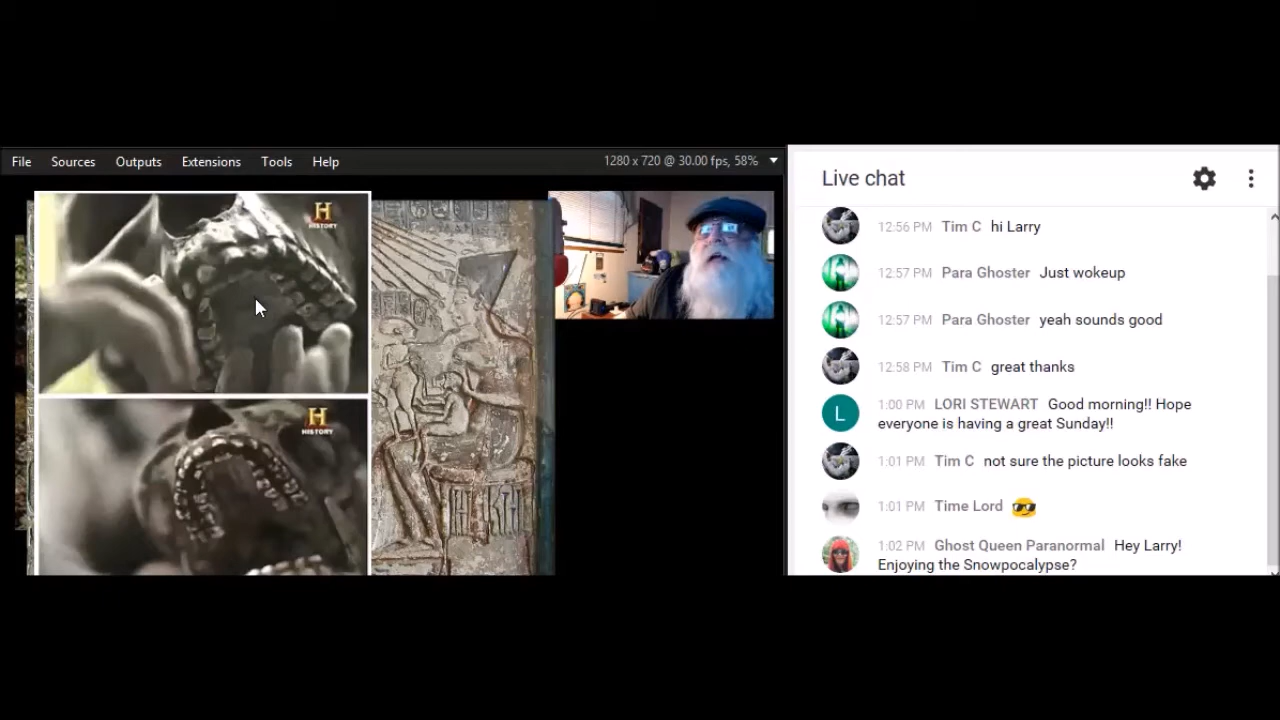 File Sources Outputs Extensions Tools Help
1280 x 720 @ 30.00 fps, 58%
H
HISTORY
H
HISTORY
Live chat
12:56 PM Tim C hi Larry
12:57 PM Para Ghoster Just wokeup
12:57 PM Para Ghoster yeah sounds good
12:58 PM Tim C great thanks
L
1:00 PM LORI STEWART Good morning!! Hope
everyone is having a great Sunday!!
1:01 PM Tim C not sure the picture looks fake
1:01 PM Time Lord 😎
1:02 PM Ghost Queen Paranormal Hey Larry!
Enjoying the Snowpocalypse?